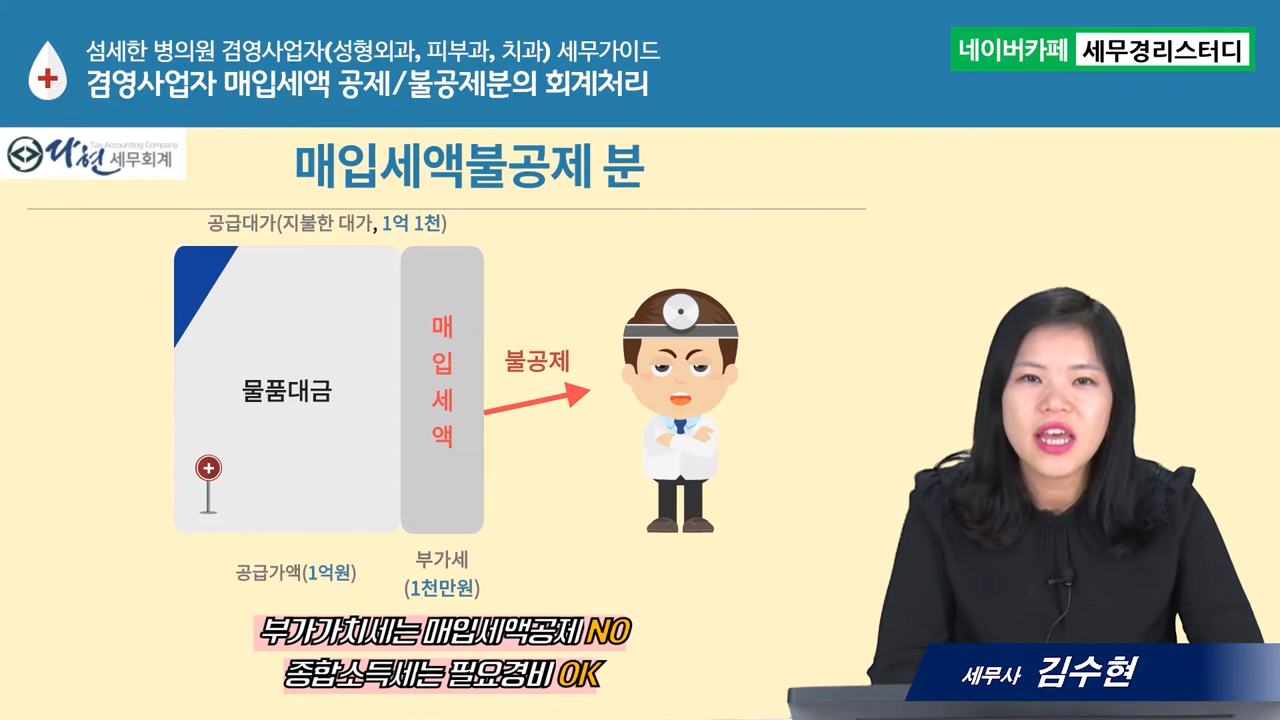 섬세한 병의원 겸영사업자(성형외과, 피부과, 치과) 세무가이드
겸영사업자 매입세액 공제/불공제분의 회계처리
네이버카페 세무경리스터디
Tax Accounting Company
다현 세무회계
매입세액불공제 분
공급대가(지불한 대가, 1억 1천)
물품대금
매
입
세
액
불공제
공급가액(1억원)
부가세
(1천만원)
부가가치세는 매입세액공제 NO
종합소득세는 필요경비 OK
세무사 김수현